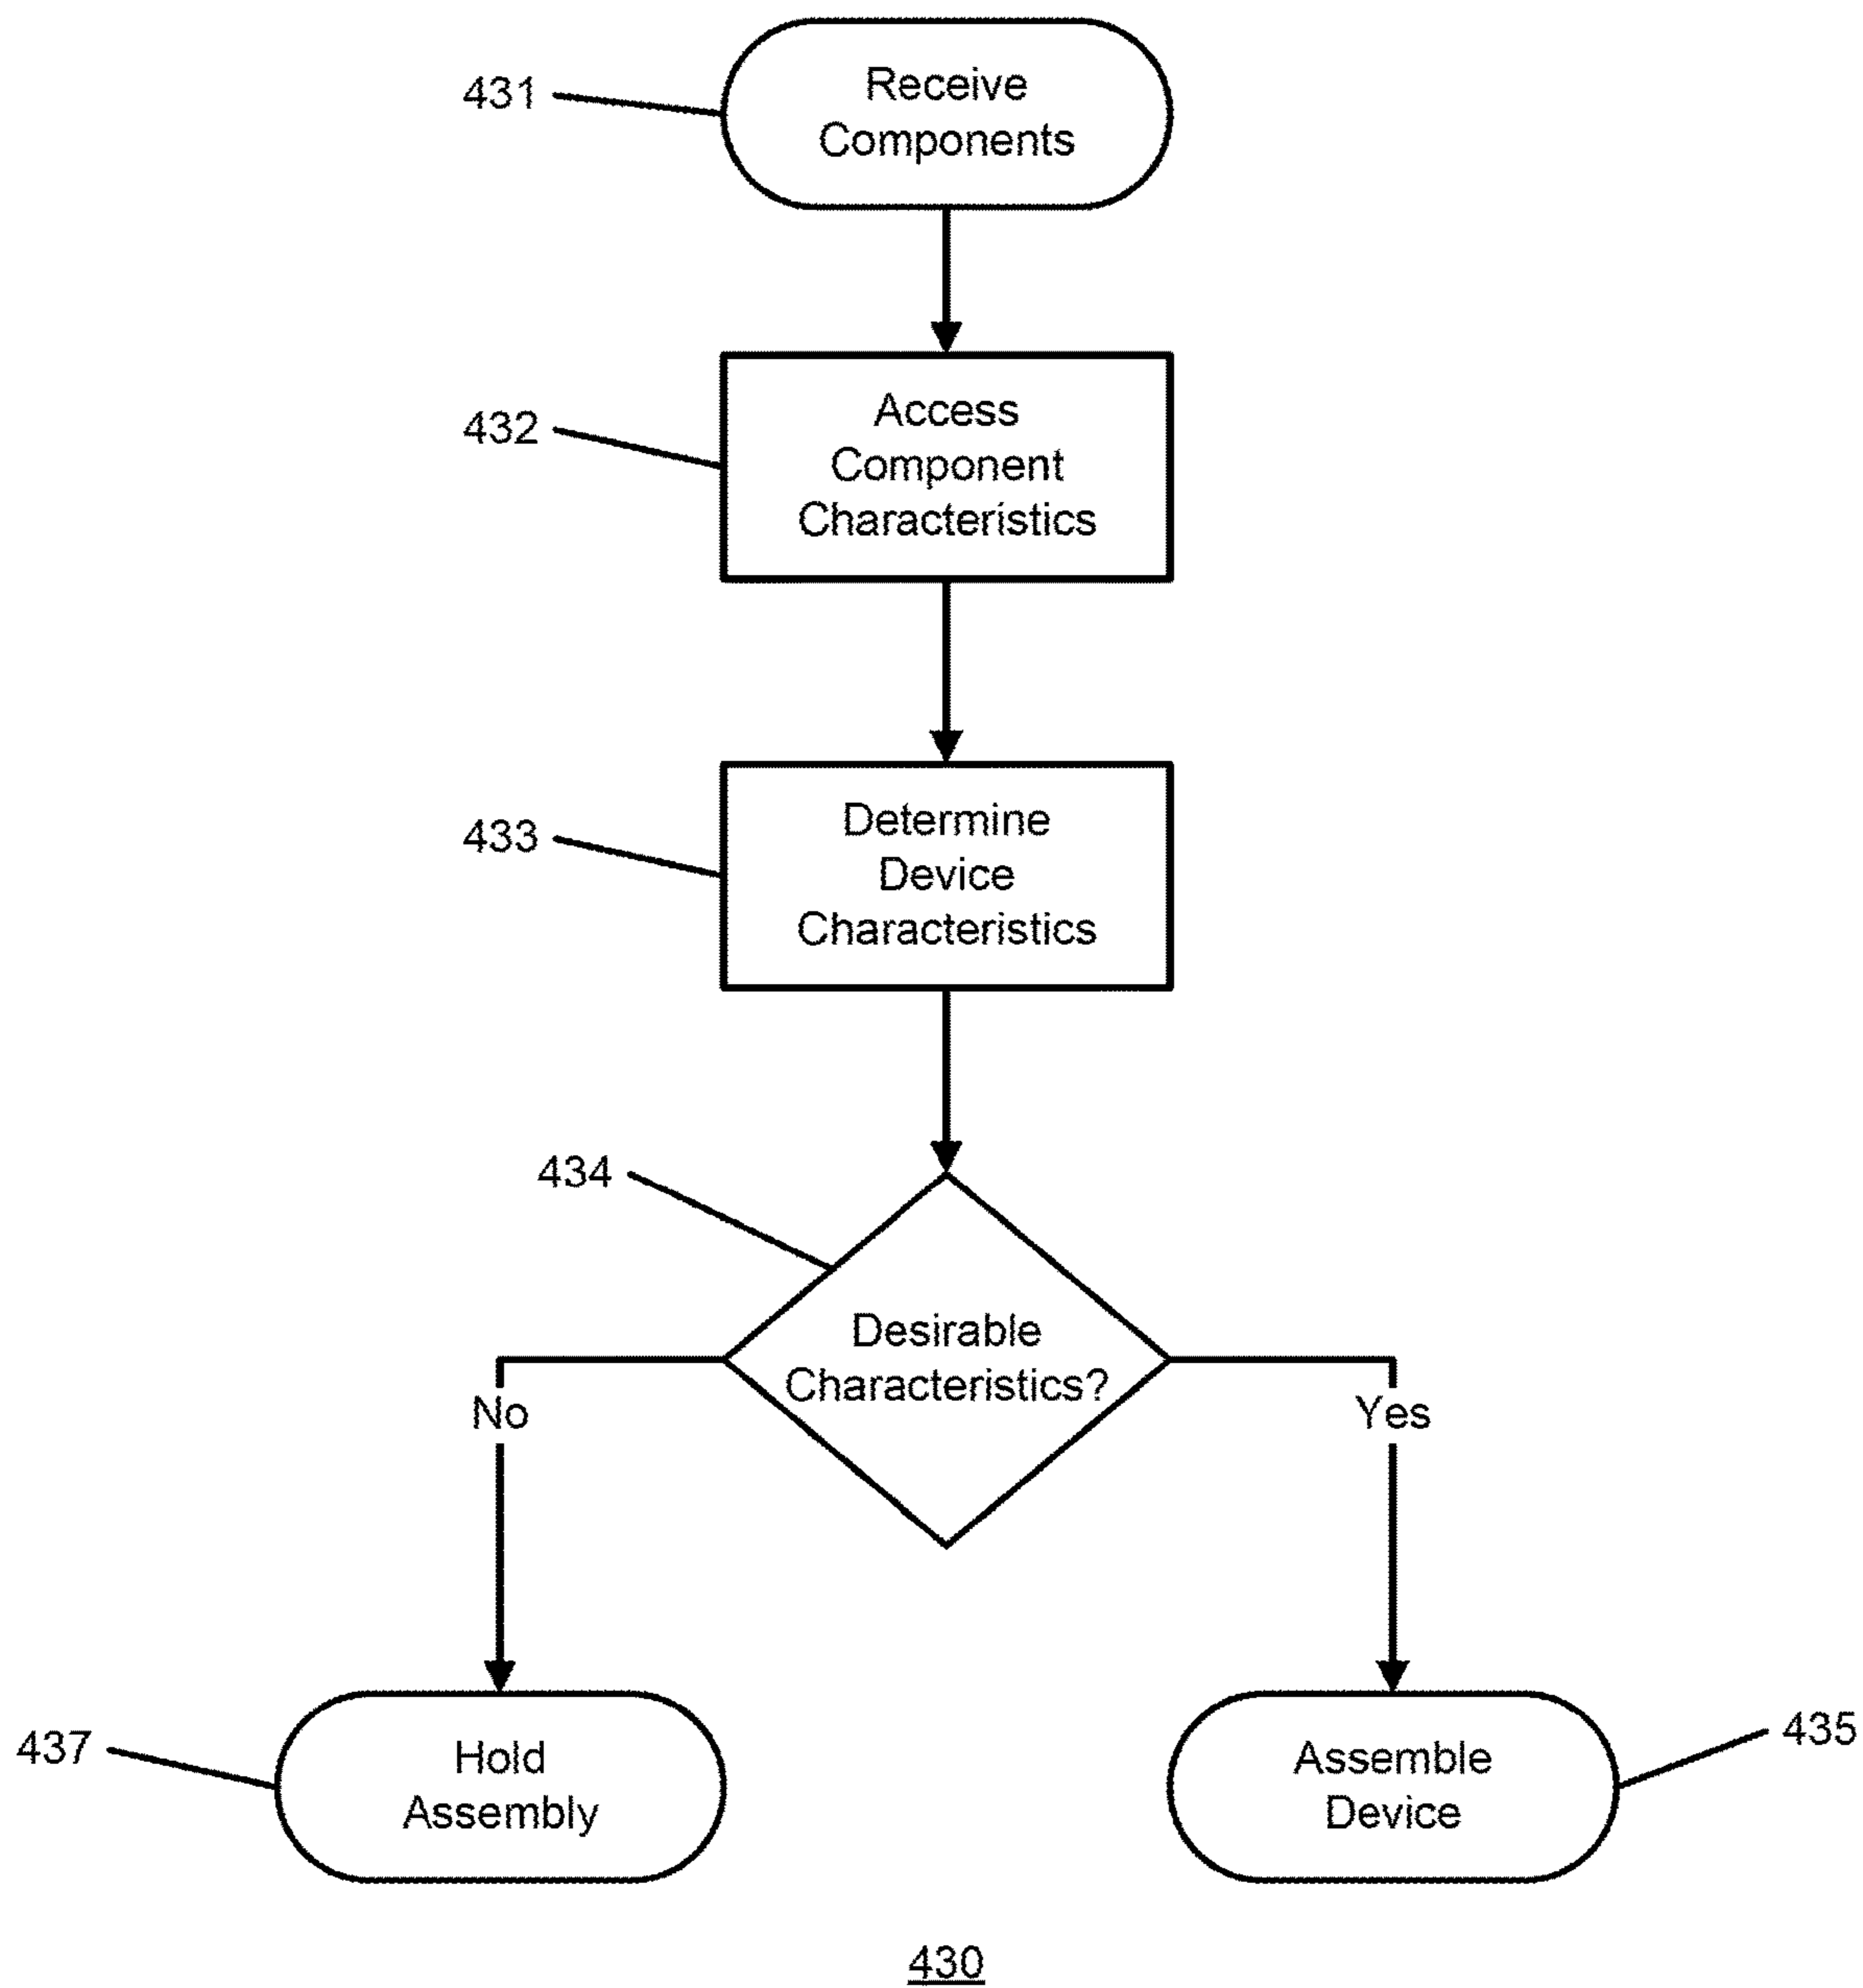 431
Receive
Components
432
Access
Component
Characteristics
433
Determine
Device
Characteristics
434
Desirable
Characteristics?
No
Yes
437
Hold
Assembly
Assemble
Device
435
430